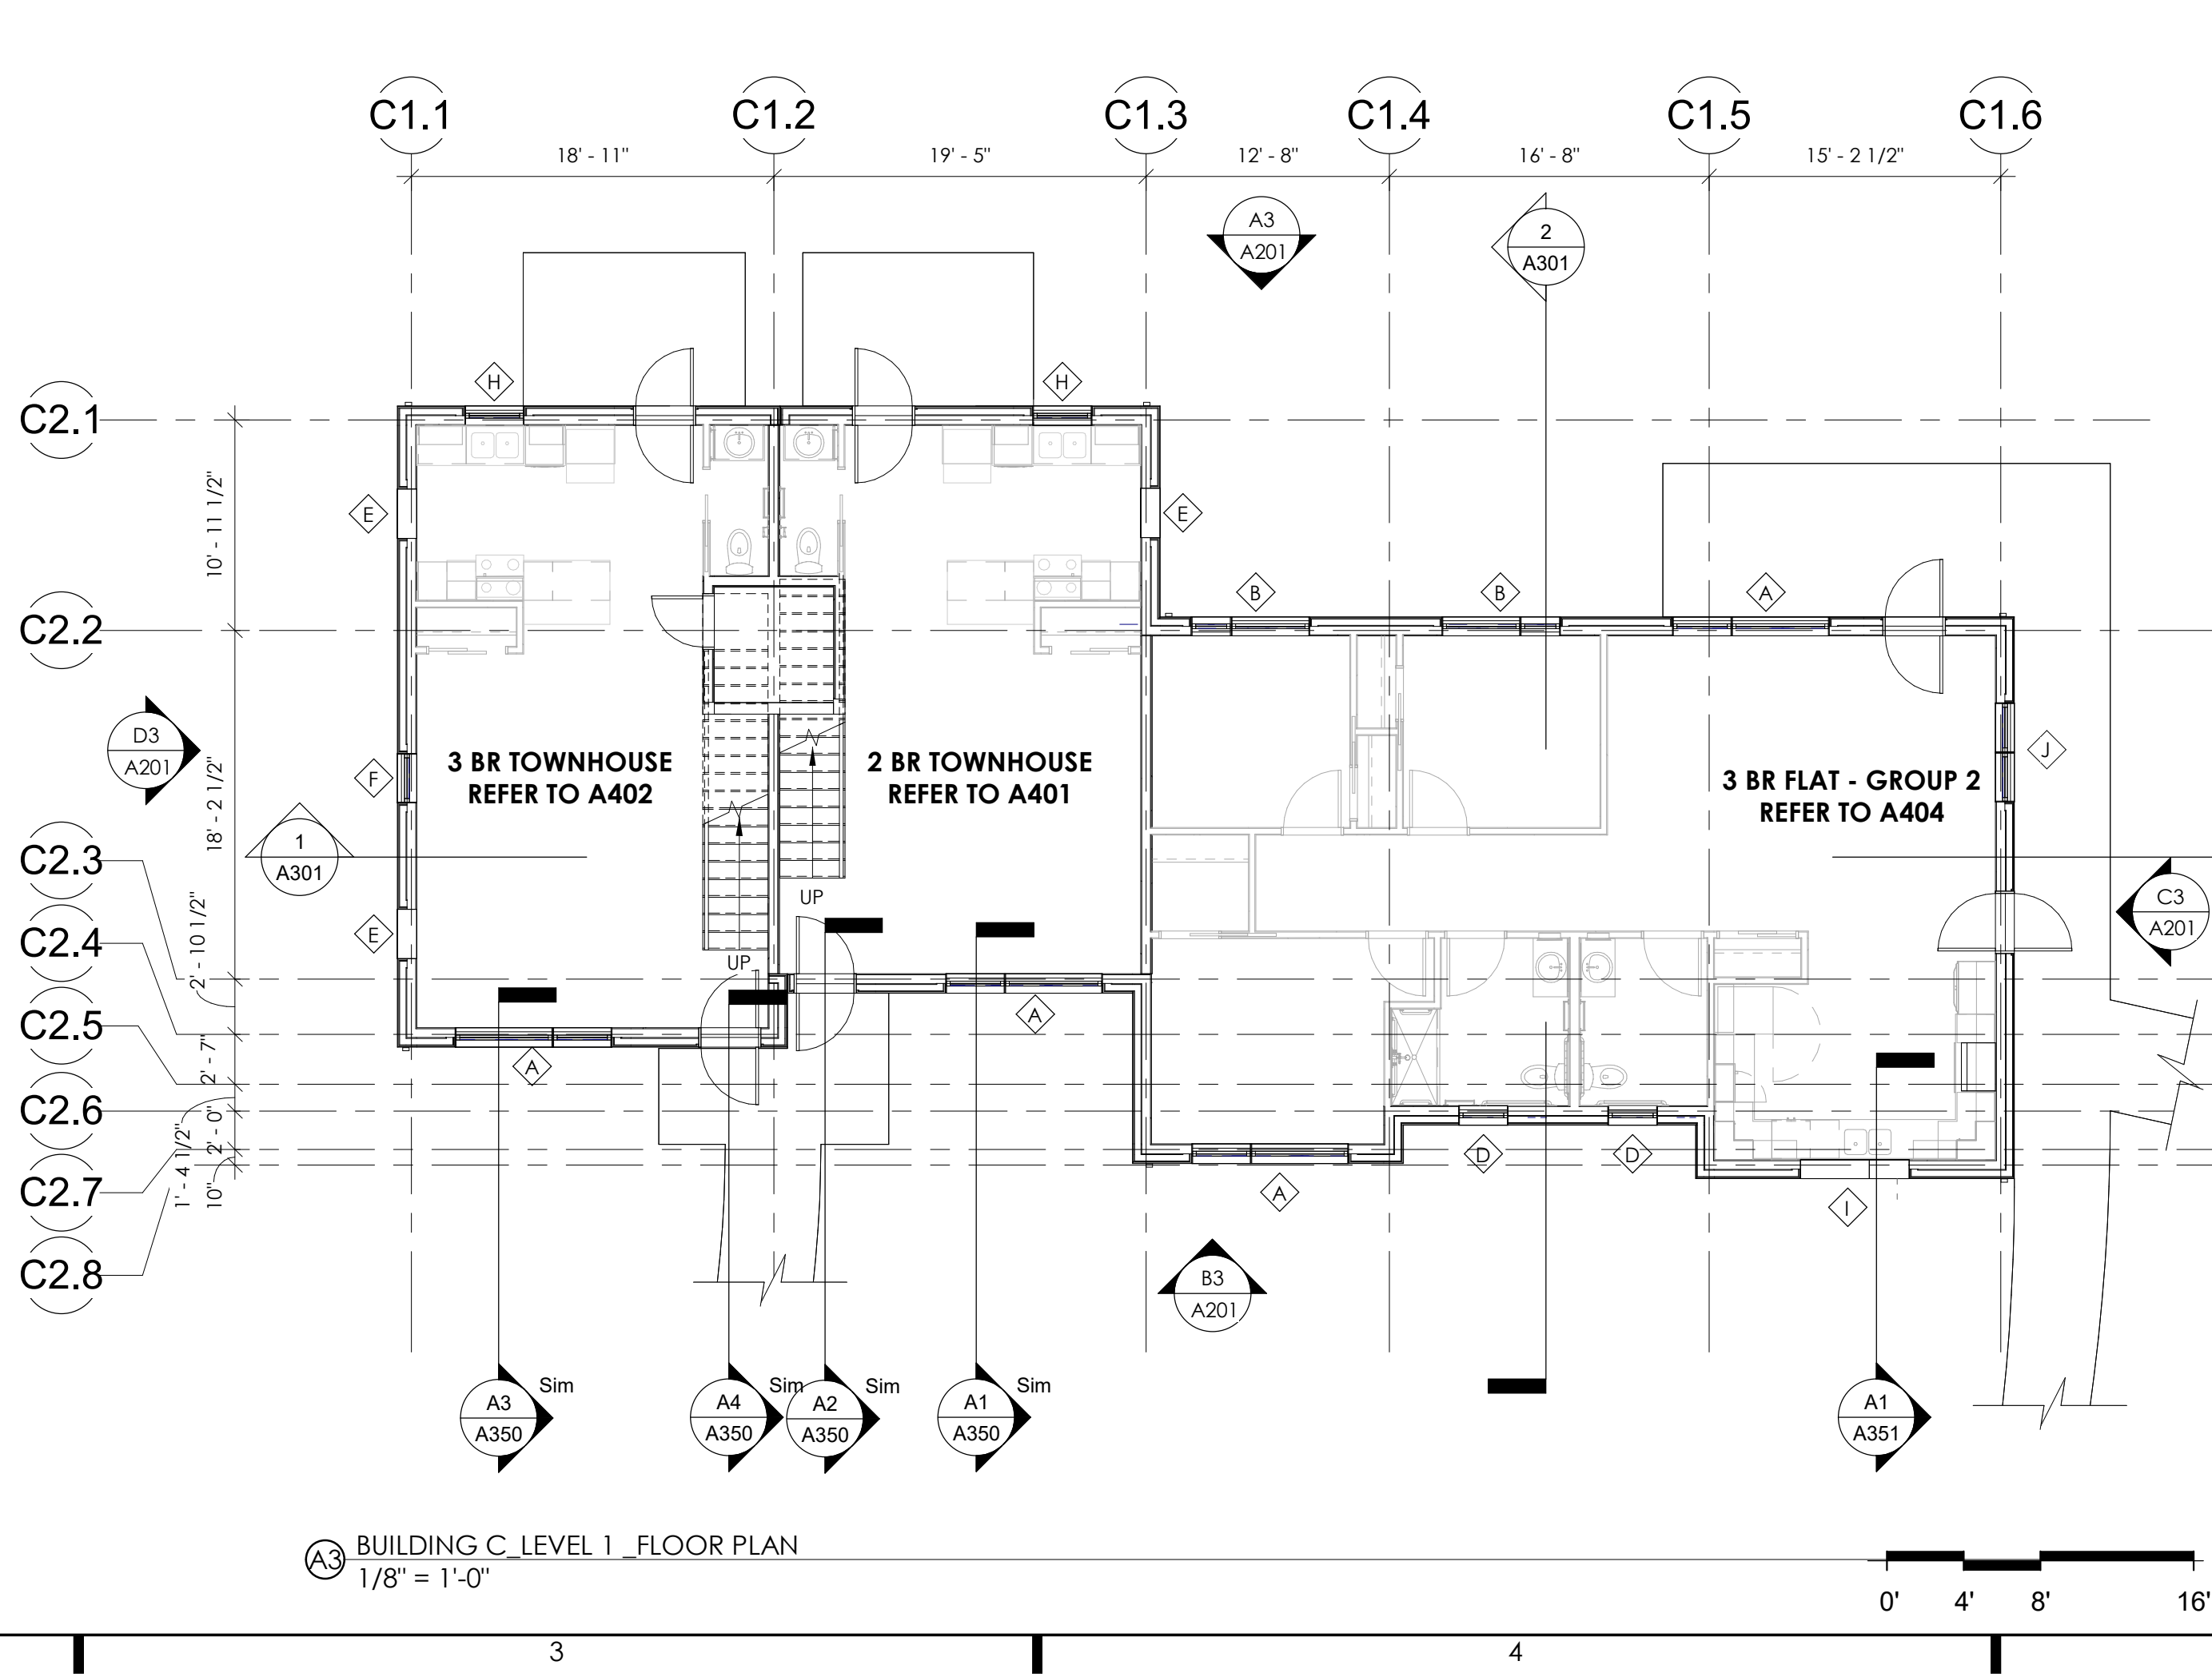 C1.1
C1.2
C1.3
C1.4
C1.5
C1.6
18' - 11"
19' - 5"
12' - 8"
16' - 8"
15' - 2 1/2"
A3
A201
2
A301
H
H
C2.1
10' - 11 1/2"
E
E
B
B
A
C2.2
D3
A201
18' - 2 1/2"
F
3 BR TOWNHOUSE
REFER TO A402
2 BR TOWNHOUSE
REFER TO A401
3 BR FLAT - GROUP 2
REFER TO A404
J
1
A301
C2.3
UP
C3
A201
2' - 10 1/2"
E
C2.4
UP
C2.5
A
A
2' - 7"
C2.6
2' - 0"
1' - 4 1/2"
D
D
C2.7
10"
A
I
C2.8
B3
A201
A3
A350
Sim
A4
A350
Sim
A2
A350
Sim
A1
A350
Sim
A1
A351
A3
BUILDING C_LEVEL 1 _FLOOR PLAN
1/8" = 1'-0"
0'
4'
8'
16'
3
4